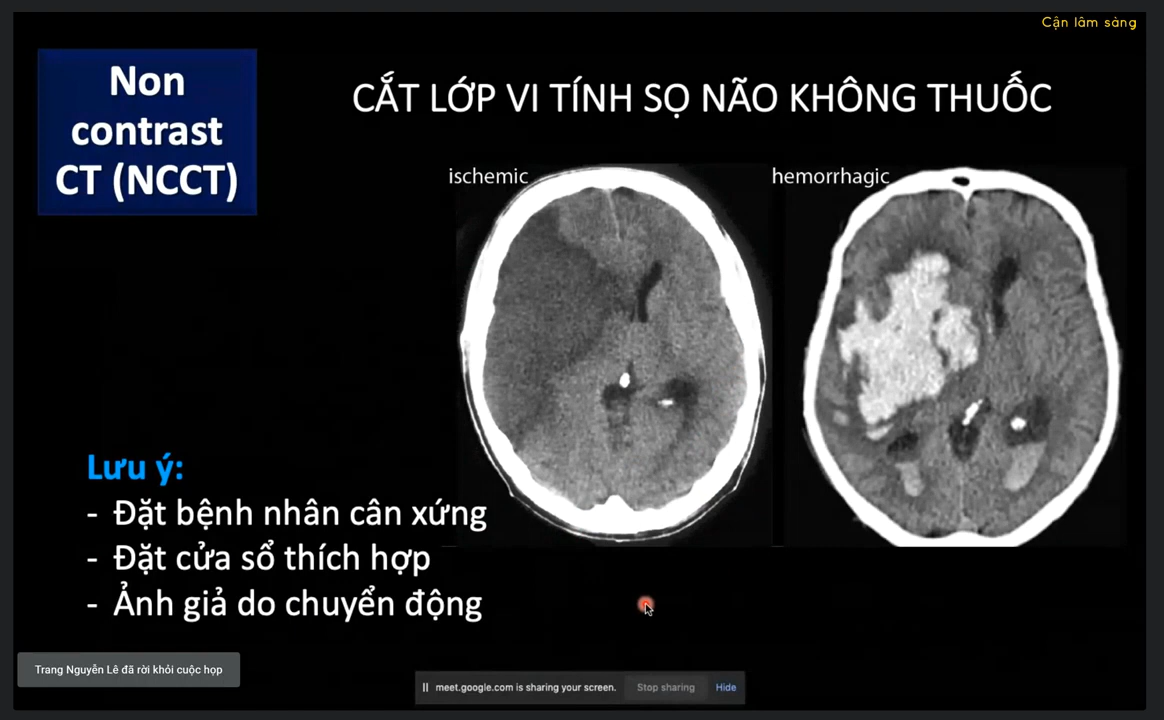 Cận lâm sàng
Non
contrast
CT (NCCT)
CẮT LỚP VI TÍNH SỌ NÃO KHÔNG THUỐC
ischemic
hemorrhagic
Lưu ý:
- Đặt bệnh nhân cân xứng
- Đặt cửa sổ thích hợp
- Ảnh giả do chuyển động
Trang Nguyễn Lê đã rời khỏi cuộc họp
meet.google.com is sharing your screen.
Stop sharing
Hide